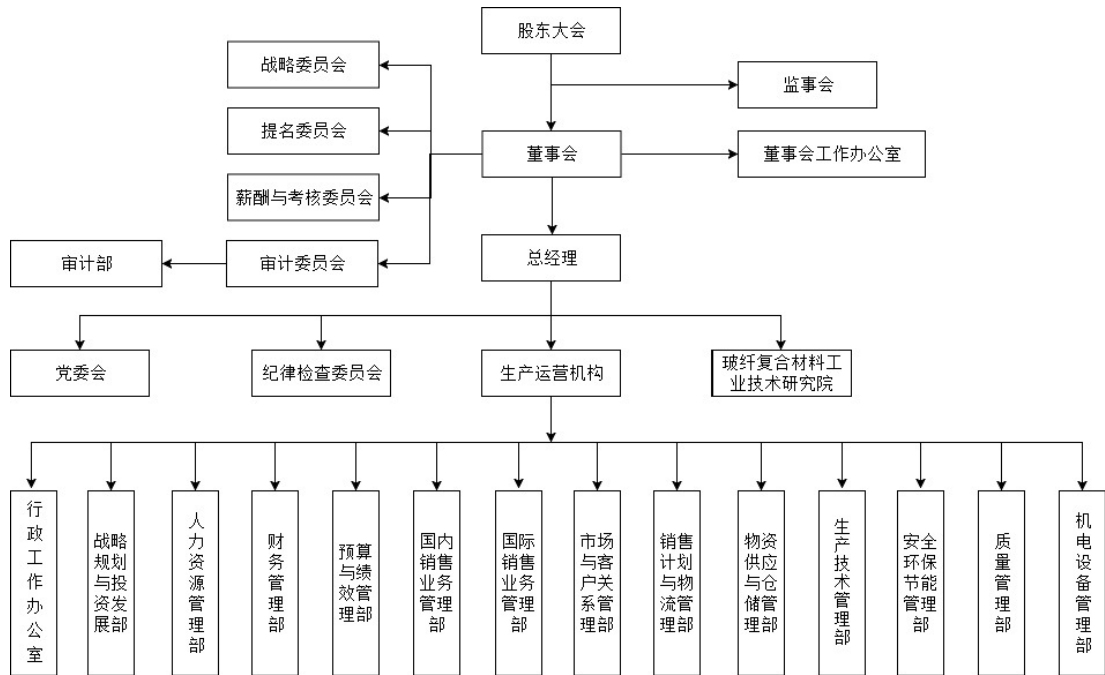 股东大会
战略委员会
监事会
提名委员会
董事会
董事会工作办公室
薪酬与考核委员会
审计部
审计委员会
总经理
党委会
纪律检查委员会
生产运营机构
玻纤复合材料工
业技术研究院
行政工作办公室
战略
规划
与投
资发
展部
人力资源管理部
财务管理部
预算
与绩
效管
理部
国内
销售
业务
管理
部
国际
销售
业务
管理
部
市场
与客
户关
系管
理部
销售
计划
与物
流管
理部
物资
供应
与仓
储管
理部
生产技术管理部
安全
环保
节能
管理
部
质量管理部
机电设备管理部